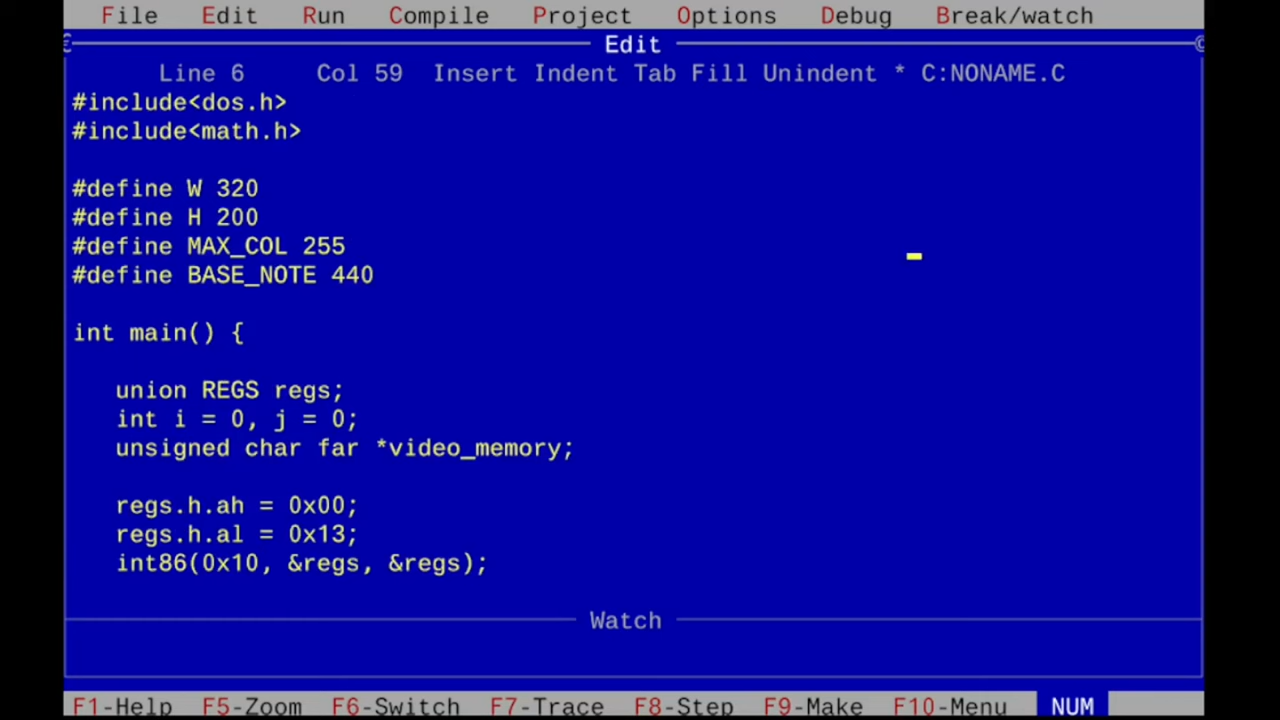 File Edit Run Compile Project Options Debug Break/watch
Edit
Line 6 Col 59 Insert Indent Tab Fill Unindent * C:NONAME.C
#include<dos.h>
#include<math.h>
#define W 320
#define H 200
#define MAX_COL 255
#define BASE_NOTE 440
int main() {
union REGS regs;
int i = 0, j = 0;
unsigned char far *video_memory;
regs.h.ah = 0x00;
regs.h.al = 0x13;
int86(0x10, &regs, &regs);
Watch
F1-Help F5-Zoom F6-Switch F7-Trace F8-Step F9-Make F10-Menu NUM